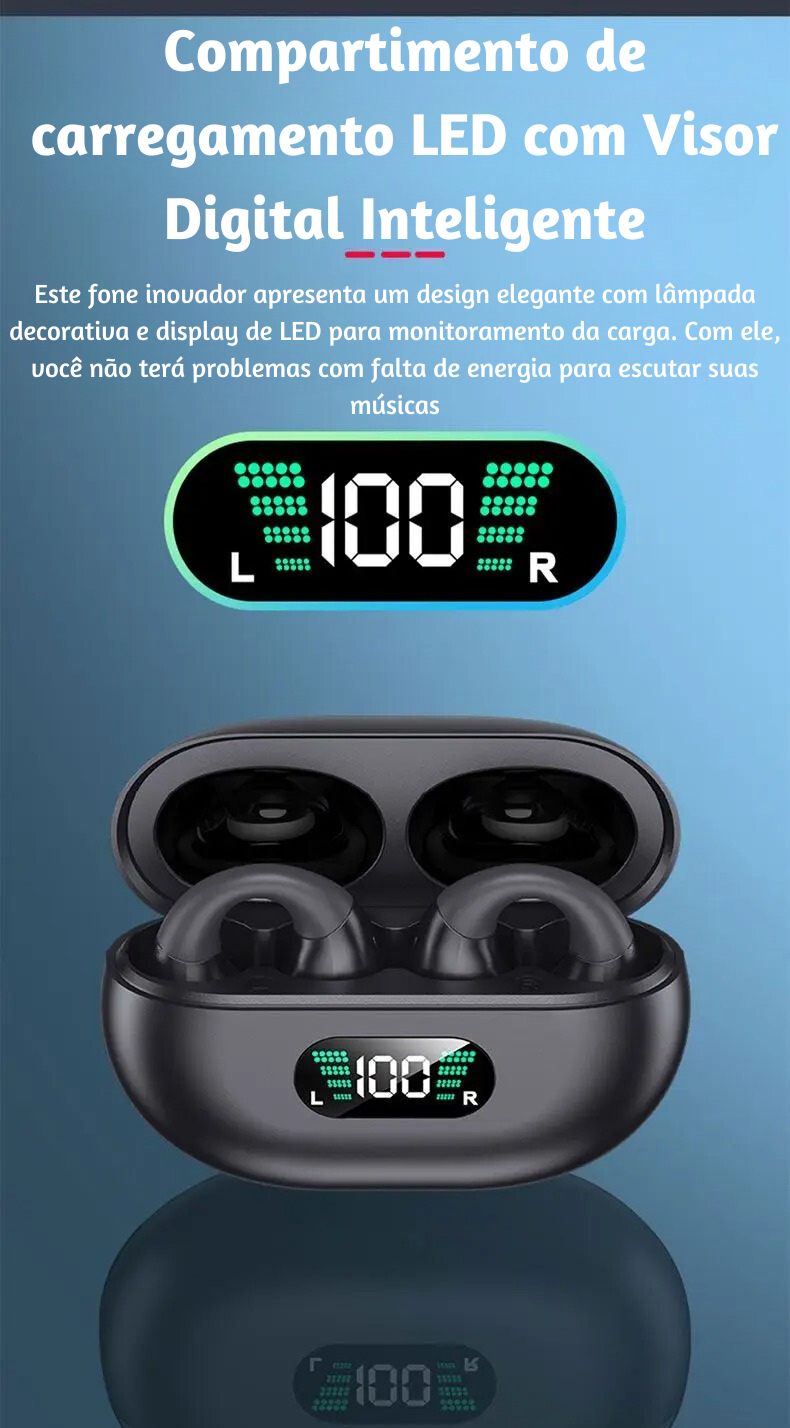 Compartimento de
carregamento LED com Visor
Digital Inteligente
Este fone inovador apresenta um design elegante com lâmpada
decorativa e display de LED para monitoramento da carga. Com ele,
você não terá problemas com falta de energia para escutar suas
músicas
L 100 R
L 100 R
L 100 R